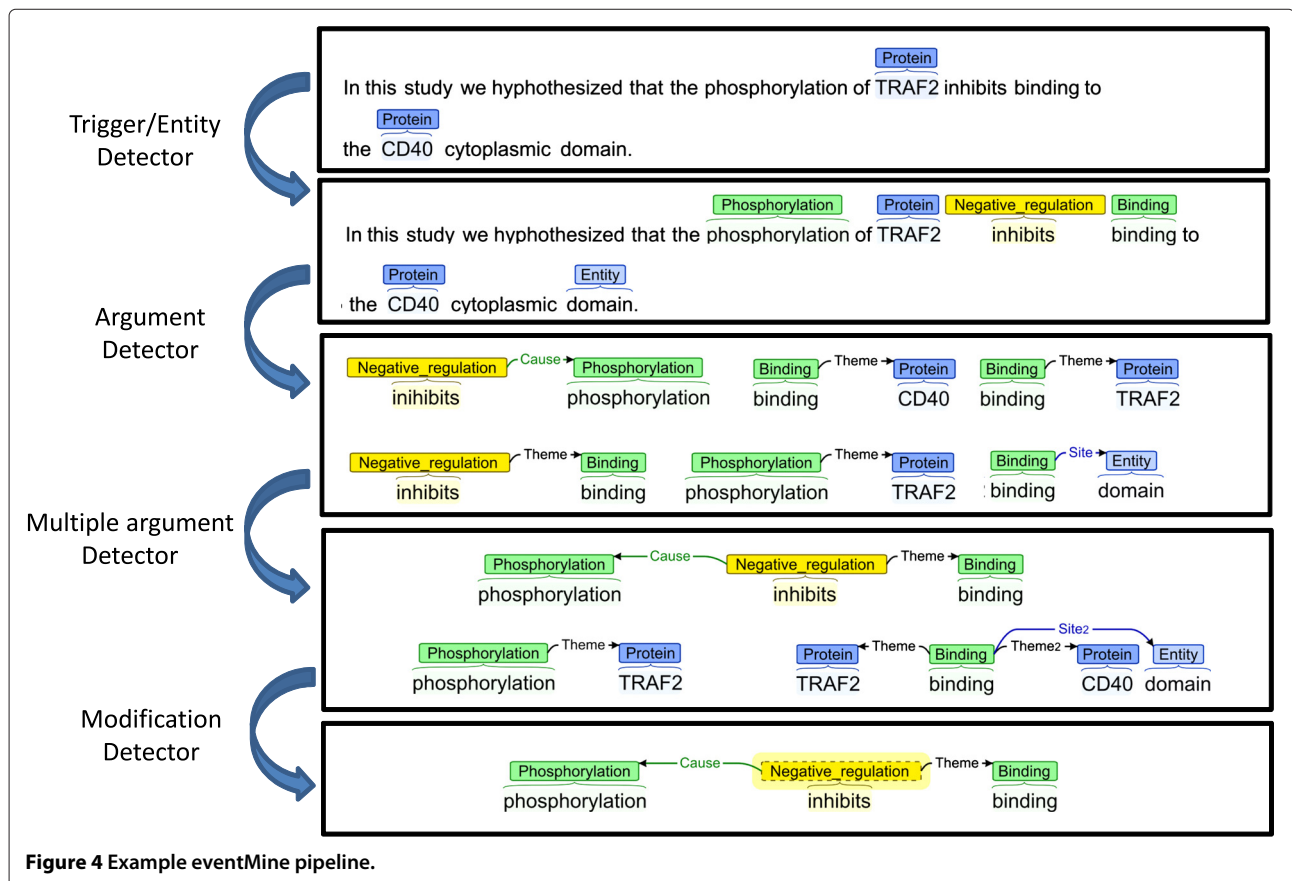 Trigger/Entity
Detector
Protein
In this study we hyphothesized that the phosphorylation of TRAF2 inhibits binding to
Protein
the CD40 cytoplasmic domain.
Phosphorylation Protein Negative_regulation Binding
In this study we hyphothesized that the phosphorylation of TRAF2 inhibits binding to
Protein Entity
the CD40 cytoplasmic domain.
Argument
Detector
Negative_regulation Cause Phosphorylation Binding Theme Protein Binding Theme Protein
inihibits phosphorylation binding CD40 binding TRAF2
Negative_regulation Theme Binding Phosphorylation Theme Protein Binding Site Entity
inhibits binding phosphorylation TRAF2 binding domain
Multiple argument
Detector
Phosphorylation Cause Negative_regulation Theme Binding
phosphorylation inhibits binding
Site2
Phosphorylation Theme Protein Protein Theme Binding Theme2 Protein Entity
phosphorylation TRAF2 TRAF2 binding CD40 domain
Modification
Detector
Phosphorylation Cause Negative_regulation Theme Binding
phosphorylation inhibits binding
Figure 4 Example eventMine pipeline.